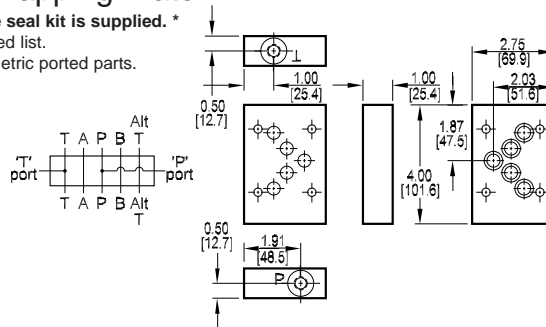 e seal kit is supplied. *
ed list.
etric ported parts.
T
1.00
[25.4]
1.00
[25.4]
2.75
[69.9]
2.03
[51.6]
0.50
[12.7]
1.87
[47.5]
4.00
[101.6]
Alt
T A P B T
'T'
port
'P'
port
T A P B Alt
T
0.50
[12.7]
1.91
[48.5]
P